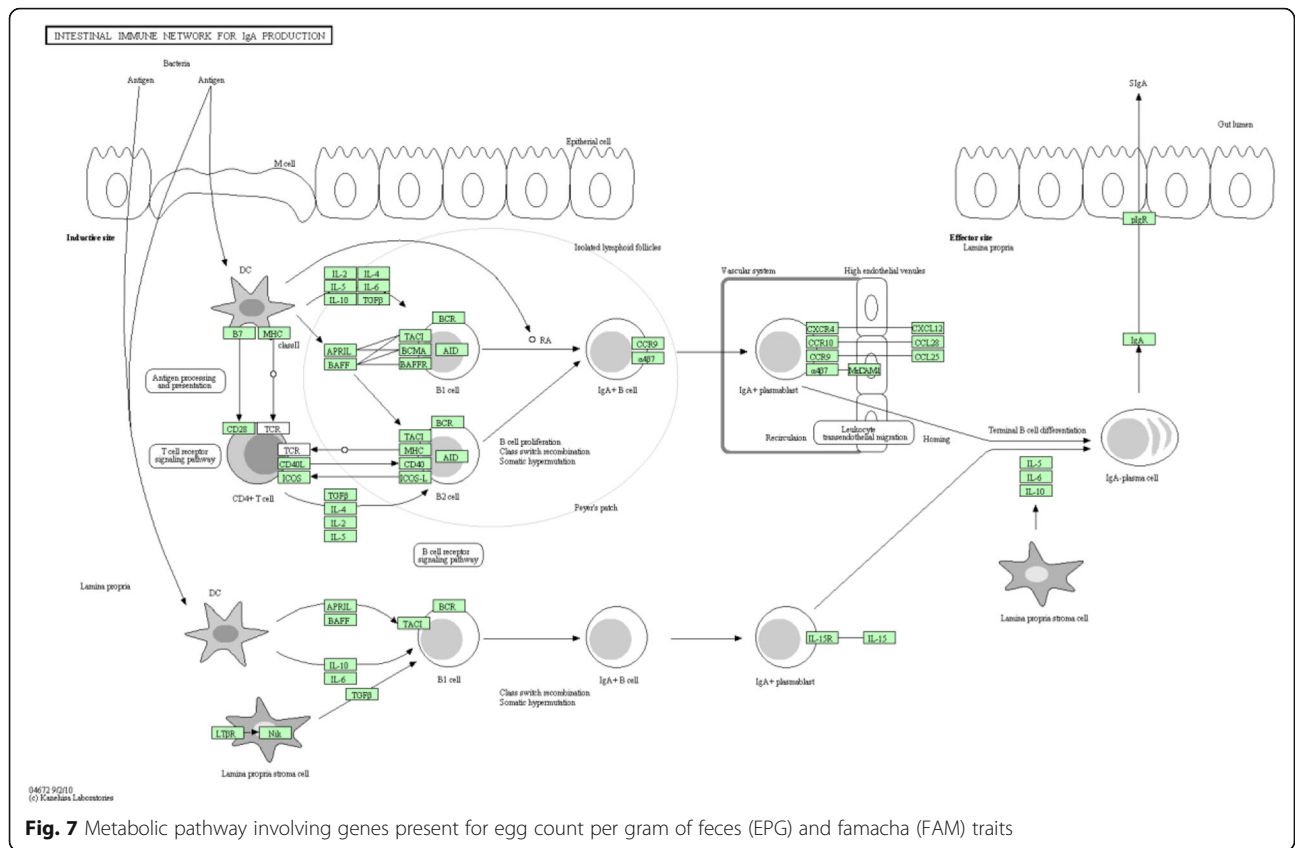 INTESTINAL IMMUNE NETWORK FOR IgA PRODUCTION
Bacteria
Antigen
Antigen
SIgA
Gut lumen
Epitherial cell
M cell
pIgR
Inductive site
Effector site
Lamina propria
Isolated lymphoid follicles
DC
Vascular system
High endothelial venules
IL-2
IL-4
IL-5
IL-6
IL-10
TGFβ
B7
MHC
classII
BCR
TACI
APRIL
BCMA
AID
BAFF
BAFFR
B1 cell
RA
CCR9
α4β7
IgA+ B cell
CXCR4
CXCL12
CCR10
CCL28
CCR9
CCL25
α4β7
IgA+ plasmablast
IgA
Antigen processing
and presentation
CD28
TCR
T cell receptor
signaling pathway
TCR
CD40L
ICOS
CD4+ T cell
BCR
TACI
MHC
CD40
AID
ICOS-L
B2 cell
B cell proliferation
Class switch recombination
Somatic hypermutation
Recirculaion
Leukocyte
transendothelial migration
Homing
Terminal B cell differentiation
IL-5
IL-6
IL-10
IgA-plasma cell
TGFβ
IL-4
IL-2
IL-5
Peyer's patch
B cell receptor
signaling pathway
Lamina propria
DC
Lamina propria stroma cell
APRIL
BAFF
BCR
TACI
IL-10
IL-6
TGFβ
B1 cell
IgA+ B cell
IL-15R
IL-15
IgA+ plasmablast
Class switch recombination
Somatic hypermutation
LTβR
Nik
Lamina propria stroma cell
04672 9/2/10
(c) Kanehisa Laboratories
Fig. 7 Metabolic pathway involving genes present for egg count per gram of feces (EPG) and famacha (FAM) traits